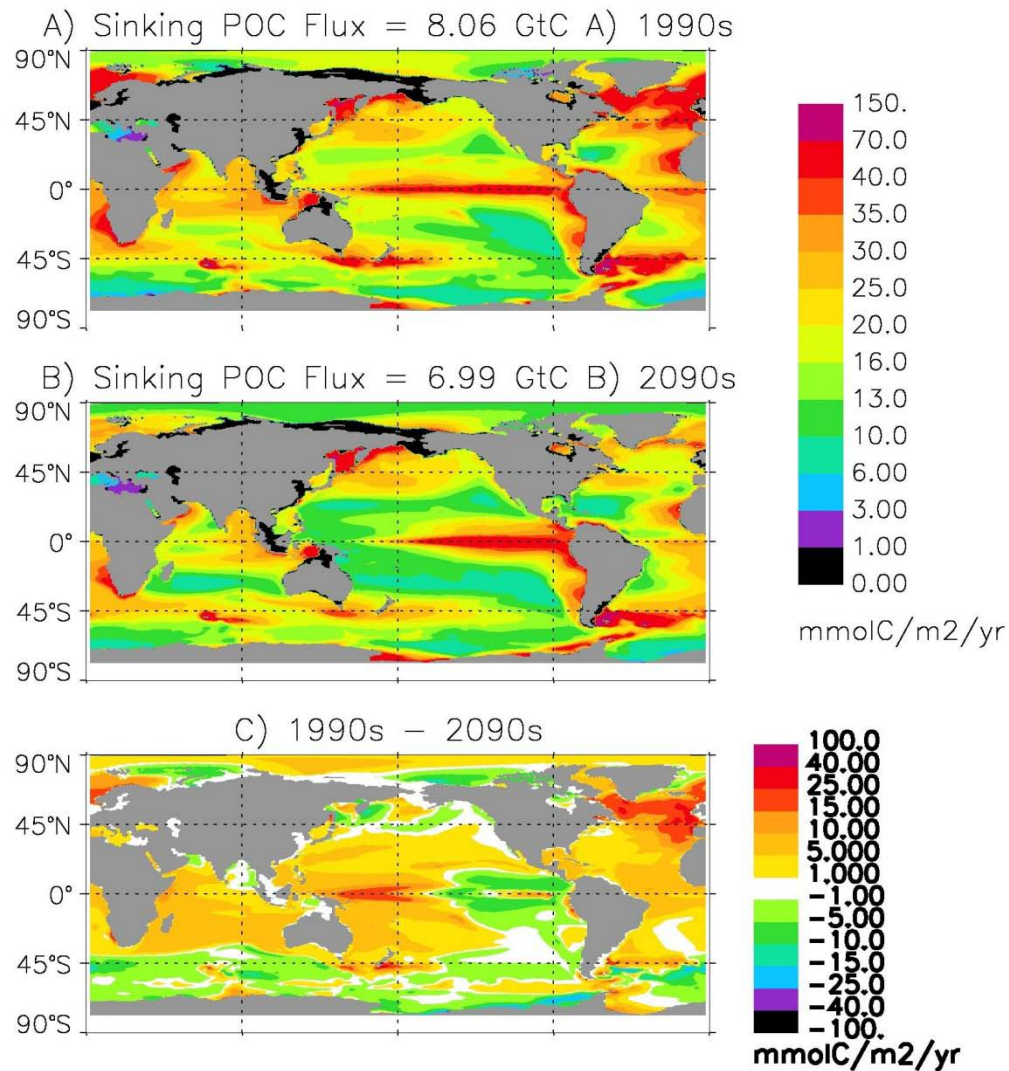 A) Sinking POC Flux = 8.06 GtC A) 1990s
90°N
45°N
0°
45°S
90°S
150.
70.0
40.0
35.0
30.0
25.0
20.0
16.0
13.0
10.0
6.00
3.00
1.00
0.00
mmolC/m2/yr
B) Sinking POC Flux = 6.99 GtC B) 2090s
90°N
45°N
0°
45°S
90°S
C) 1990s − 2090s
90°N
45°N
0°
45°S
90°S
100.0
40.00
25.00
15.00
10.00
5.000
1.000
−1.00
−5.00
−10.0
−15.0
−25.0
−40.0
−100.
mmolC/m2/yr